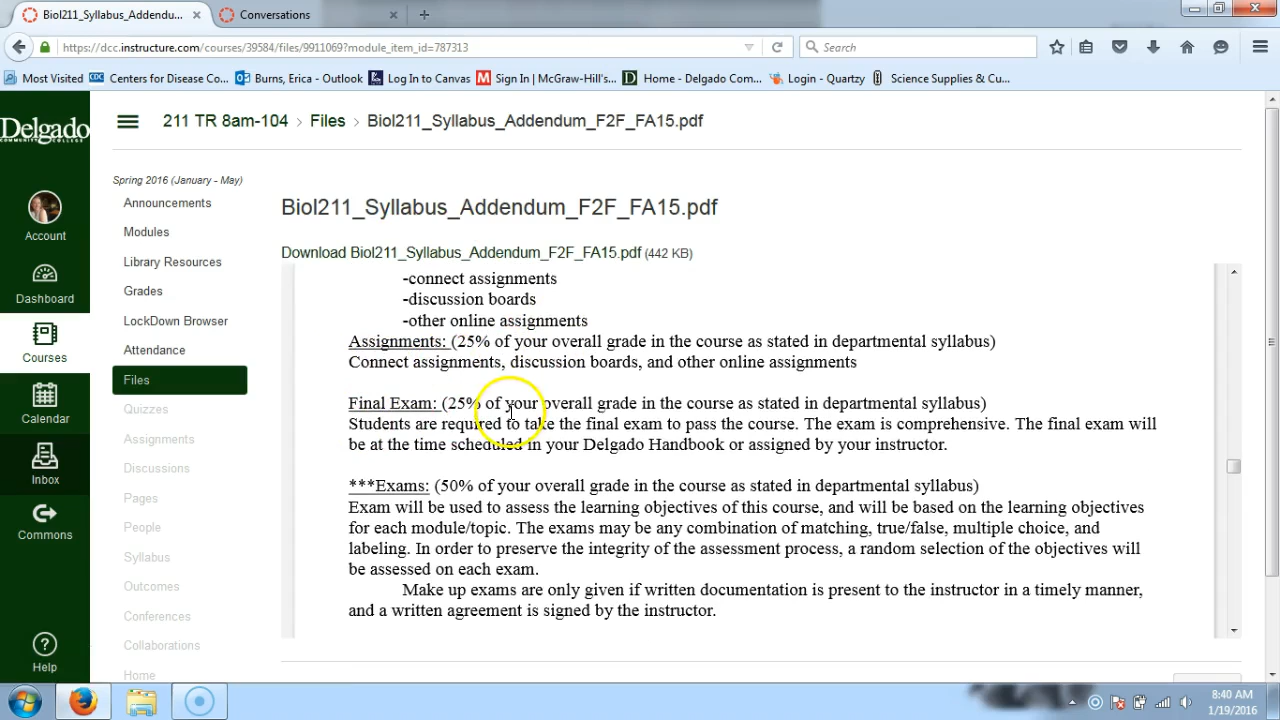 Biol211_Syllabus_Addendu...
Conversations
https://dcc.instructure.com/courses/39584/files/9911069?module_item_id=787313
Search
Most Visited
Centers for Disease Co...
Burns, Erica - Outlook
Log In to Canvas
Sign In | McGraw-Hill's...
Home - Delgado Com...
Login - Quartzy
Science Supplies & Cu...
Delgado
COMMUNITY COLLEGE
Account
Dashboard
Courses
Calendar
Inbox
Commons
Help
211 TR 8am-104 > Files > Biol211_Syllabus_Addendum_F2F_FA15.pdf
Spring 2016 (January - May)
Announcements
Modules
Library Resources
Grades
LockDown Browser
Attendance
Files
Quizzes
Assignments
Discussions
Pages
People
Syllabus
Outcomes
Conferences
Collaborations
Home
Biol211_Syllabus_Addendum_F2F_FA15.pdf
Download Biol211_Syllabus_Addendum_F2F_FA15.pdf (442 KB)
-connect assignments
-discussion boards
-other online assignments
Assignments: (25% of your overall grade in the course as stated in departmental syllabus)
Connect assignments, discussion boards, and other online assignments
Final Exam: (25% of your overall grade in the course as stated in departmental syllabus)
Students are required to take the final exam to pass the course. The exam is comprehensive. The final exam will
be at the time scheduled in your Delgado Handbook or assigned by your instructor.
***Exams: (50% of your overall grade in the course as stated in departmental syllabus)
Exam will be used to assess the learning objectives of this course, and will be based on the learning objectives
for each module/topic. The exams may be any combination of matching, true/false, multiple choice, and
labeling. In order to preserve the integrity of the assessment process, a random selection of the objectives will
be assessed on each exam.
Make up exams are only given if written documentation is present to the instructor in a timely manner,
and a written agreement is signed by the instructor.
8:40 AM
1/19/2016